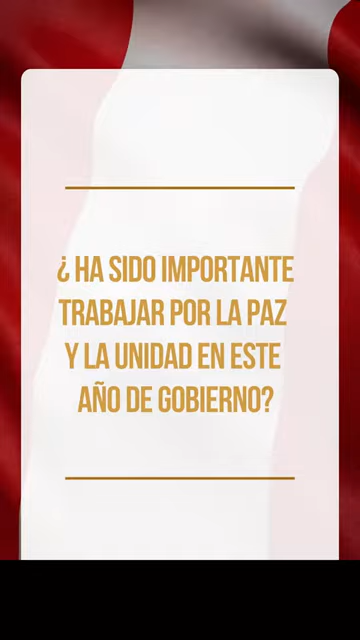 ¿ HA SIDO IMPORTANTE
TRABAJAR POR LA PAZ
Y LA UNIDAD EN ESTE
AÑO DE GOBIERNO?